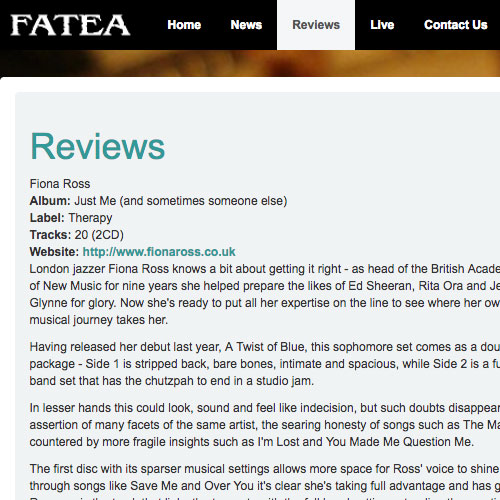 FATEA
Home News Reviews Live Contact Us
Reviews
Fiona Ross
Album: Just Me (and sometimes someone else)
Label: Therapy
Tracks: 20 (2CD)
Website: http://www.fionaross.co.uk
London jazzer Fiona Ross knows a bit about getting it right - as head of the British Acade
of New Music for nine years she helped prepare the likes of Ed Sheeran, Rita Ora and Je
Glynne for glory. Now she's ready to put all her expertise on the line to see where her ow
musical journey takes her.
Having released her debut last year, A Twist of Blue, this sophomore set comes as a dou
package - Side 1 is stripped back, bare bones, intimate and spacious, while Side 2 is a fu
band set that has the chutzpah to end in a studio jam.
In lesser hands this could look, sound and feel like indecision, but such doubts disappear
assertion of many facets of the same artist, the searing honesty of songs such as The Ma
countered by more fragile insights such as I'm Lost and You Made Me Question Me.
The first disc with its sparser musical settings allows more space for Ross' voice to shine
through songs like Save Me and Over You it's clear she's taking full advantage and has g